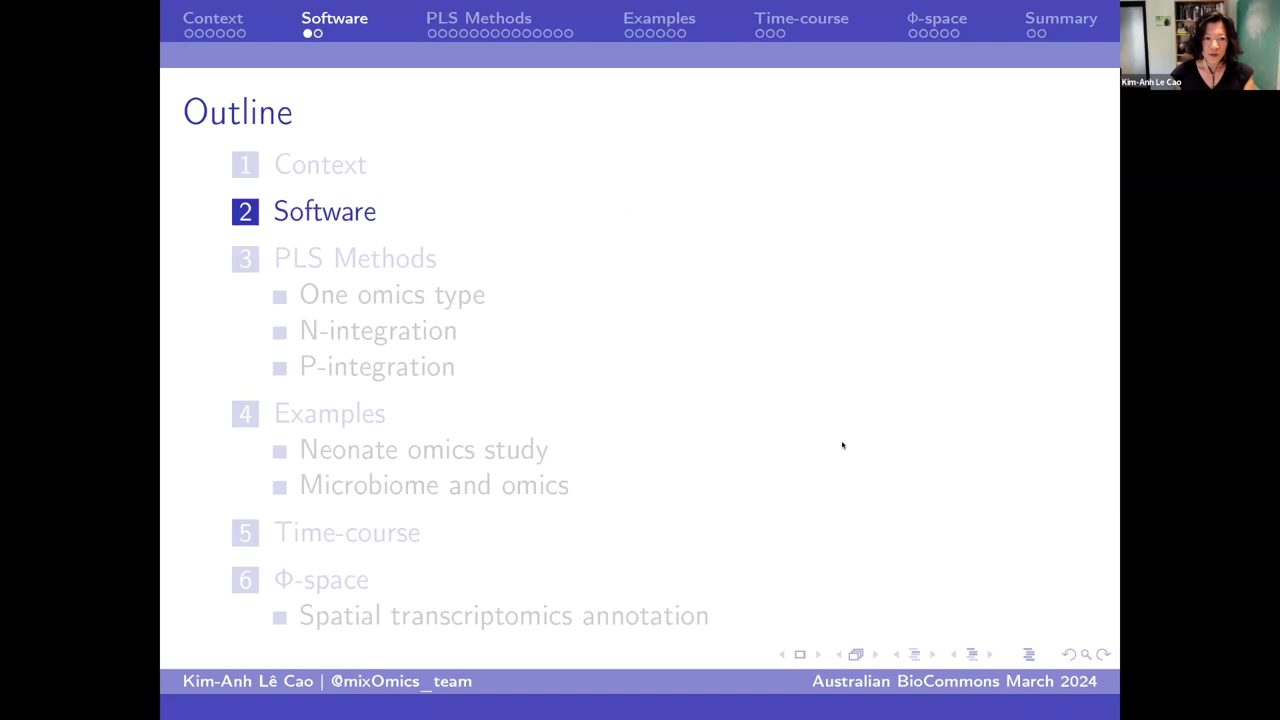 Context Software PLS Methods Examples Time-course Φ-space Summary
Kim-Anh Le Cao
Outline
1 Context
2 Software
3 PLS Methods
One omics type
N-integration
P-integration
4 Examples
Neonate omics study
Microbiome and omics
5 Time-course
6 Φ-space
Spatial transcriptomics annotation
Kim-Anh Lê Cao | @mixOmics_team Australian BioCommons March 2024